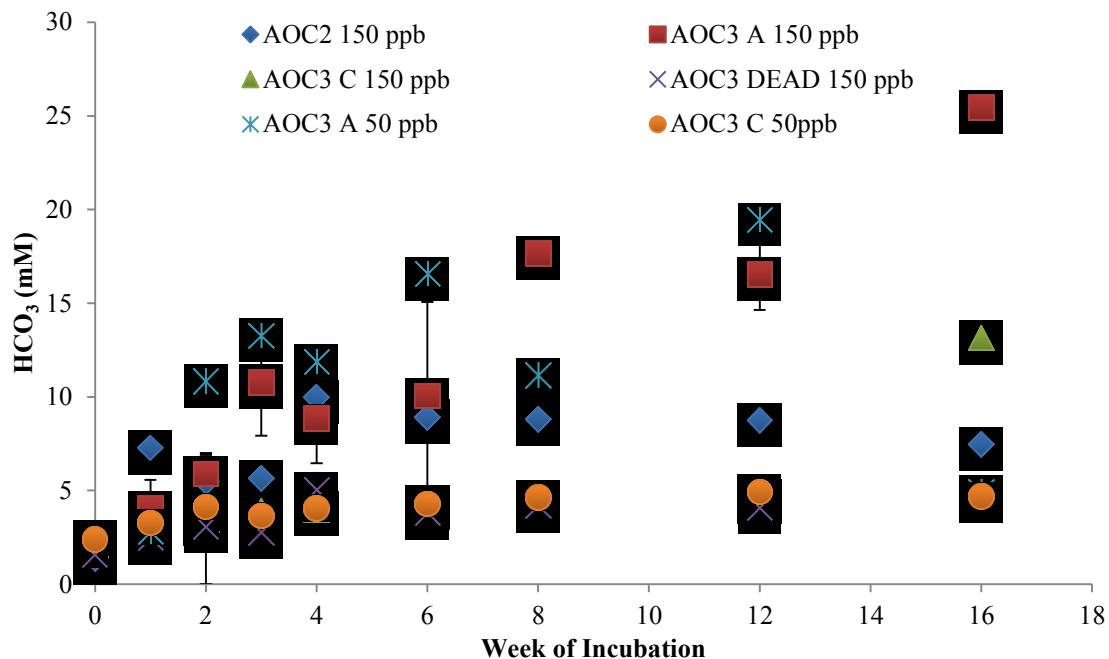 30
25
20
15
10
5
0
HCO3 (mM)
AOC2 150 ppb
AOC3 A 150 ppb
AOC3 C 150 ppb
AOC3 DEAD 150 ppb
AOC3 A 50 ppb
AOC3 C 50ppb
0 2 4 6 8 10 12 14 16 18
Week of Incubation